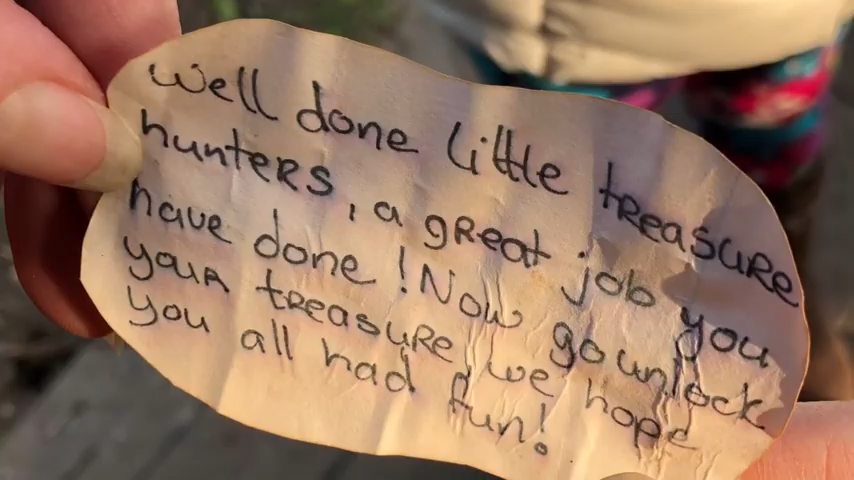 Well done little treasure
hunters, a great job you
have done! Now go unlock
your treasure, we hope
you all had fun!